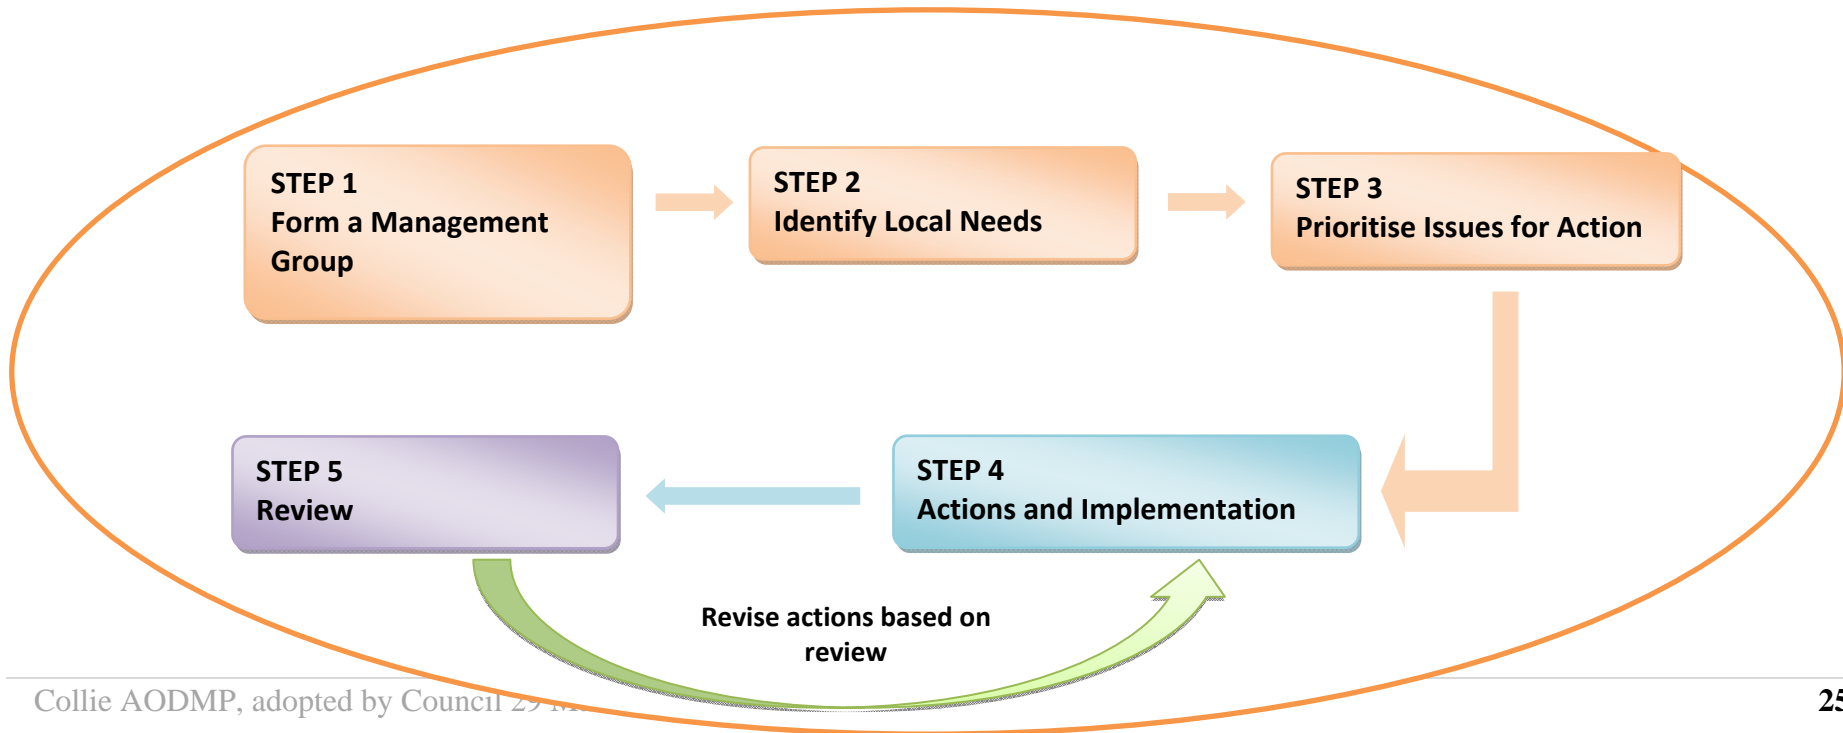 STEP 1
Form a Management
Group
STEP 2
Identify Local Needs
STEP 3
Prioritise Issues for Action
STEP 5
Review
STEP 4
Actions and Implementation
Revise actions based on
review
Collie AODMP, adopted by Council 29
25